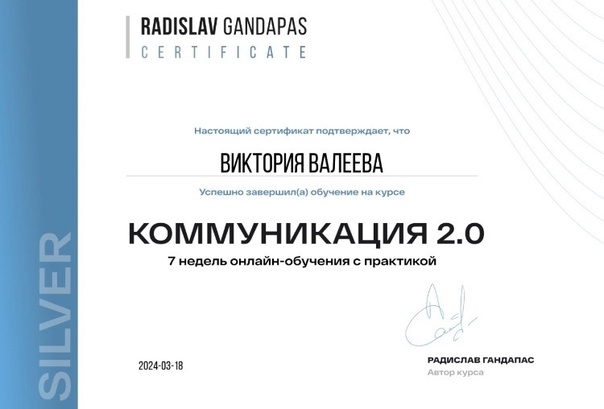 RADISLAV GANDAPAS
CERTIFICATE
Настоящий сертификат подтверждает, что
ВИКТОРИЯ ВАЛЕЕВА
Успешно завершил(а) обучение на курсе
КОММУНИКАЦИЯ 2.0
7 недель онлайн-обучения с практикой
SILVER
2024-03-18
РАДИСЛАВ ГАНДАПАС
Автор курса